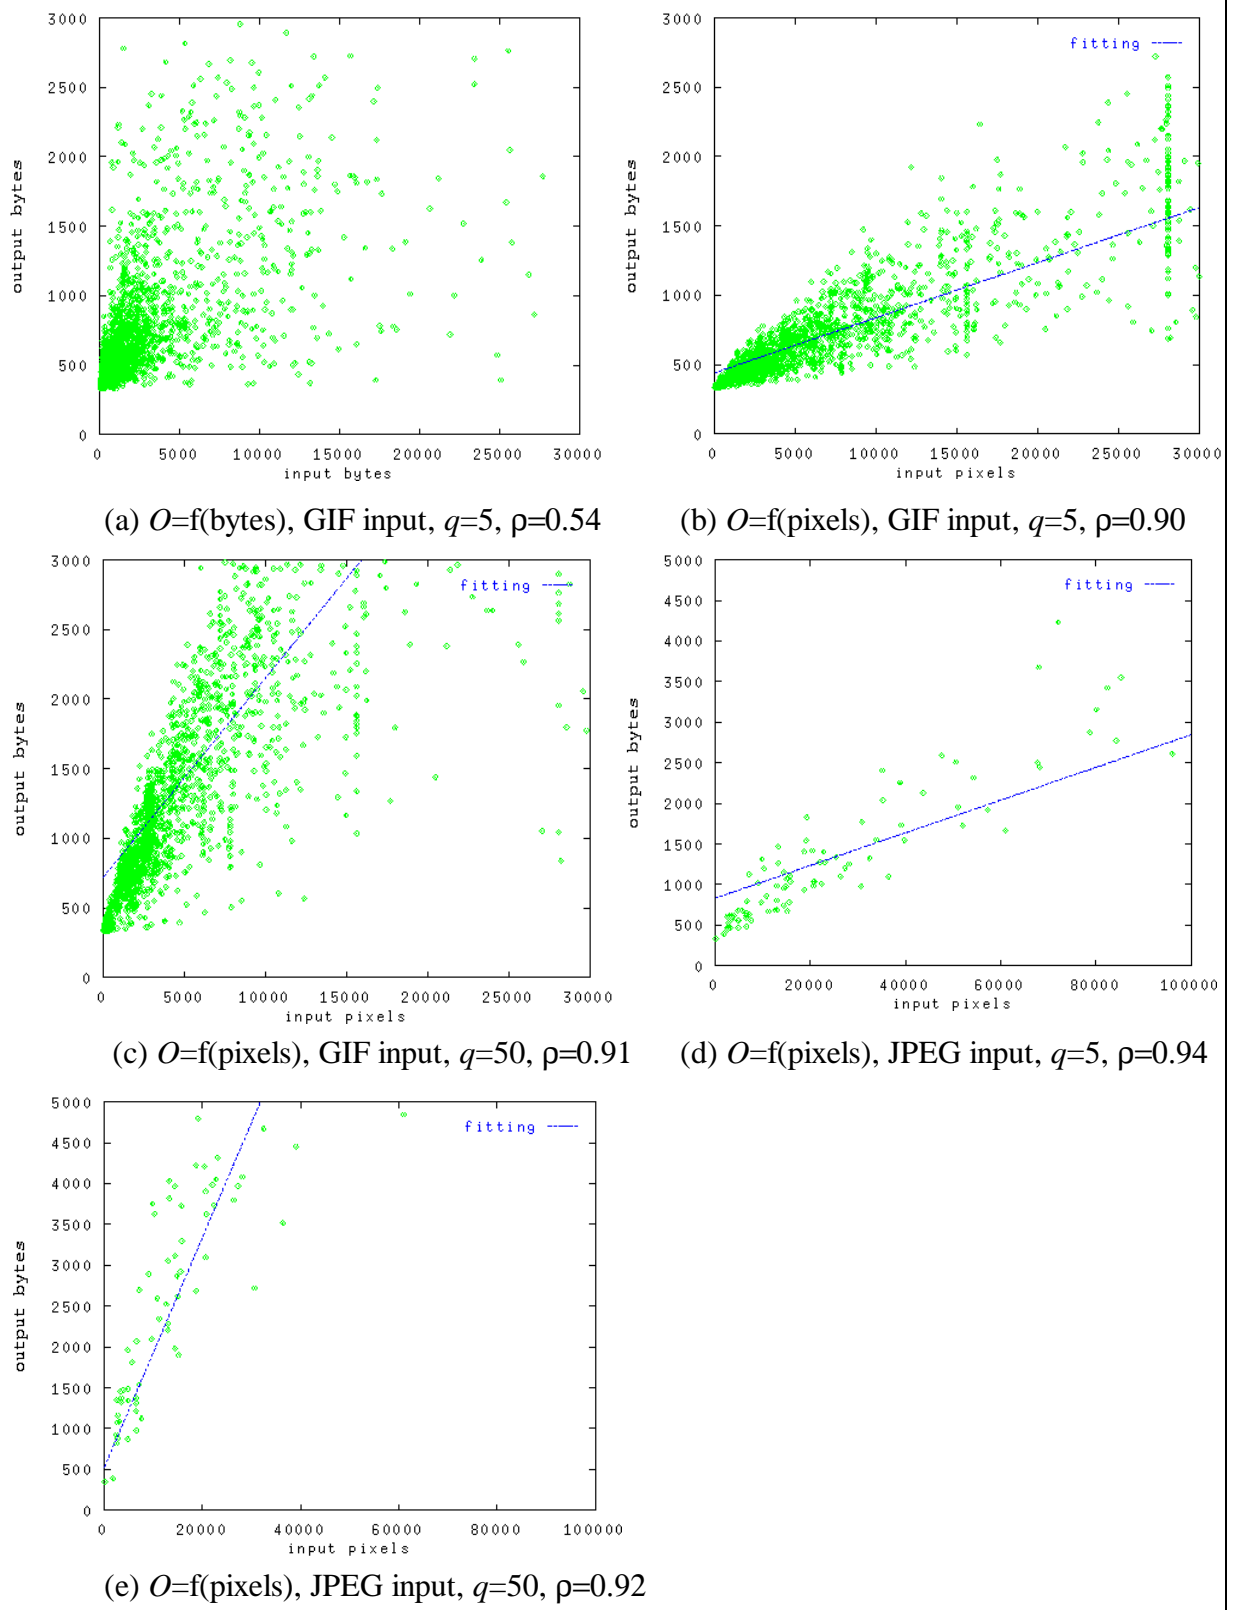 3000
2500
2000
1500
1000
500
0
output bytes
0 5000 10000 15000 20000 25000 30000
input bytes
(a) O=f(bytes), GIF input, q=5, ρ=0.54
fitting
3000
2500
2000
1500
1000
500
0
output bytes
0 5000 10000 15000 20000 25000 30000
input pixels
(b) O=f(pixels), GIF input, q=5, ρ=0.90
fitting
3000
2500
2000
1500
1000
500
0
output bytes
0 5000 10000 15000 20000 25000 30000
input pixels
(c) O=f(pixels), GIF input, q=50, ρ=0.91
fitting
5000
4500
4000
3500
3000
2500
2000
1500
1000
500
0
output bytes
0 20000 40000 60000 80000 100000
input pixels
(d) O=f(pixels), JPEG input, q=5, ρ=0.94
fitting
5000
4500
4000
3500
3000
2500
2000
1500
1000
500
0
output bytes
0 20000 40000 60000 80000 100000
input pixels
(e) O=f(pixels), JPEG input, q=50, ρ=0.92